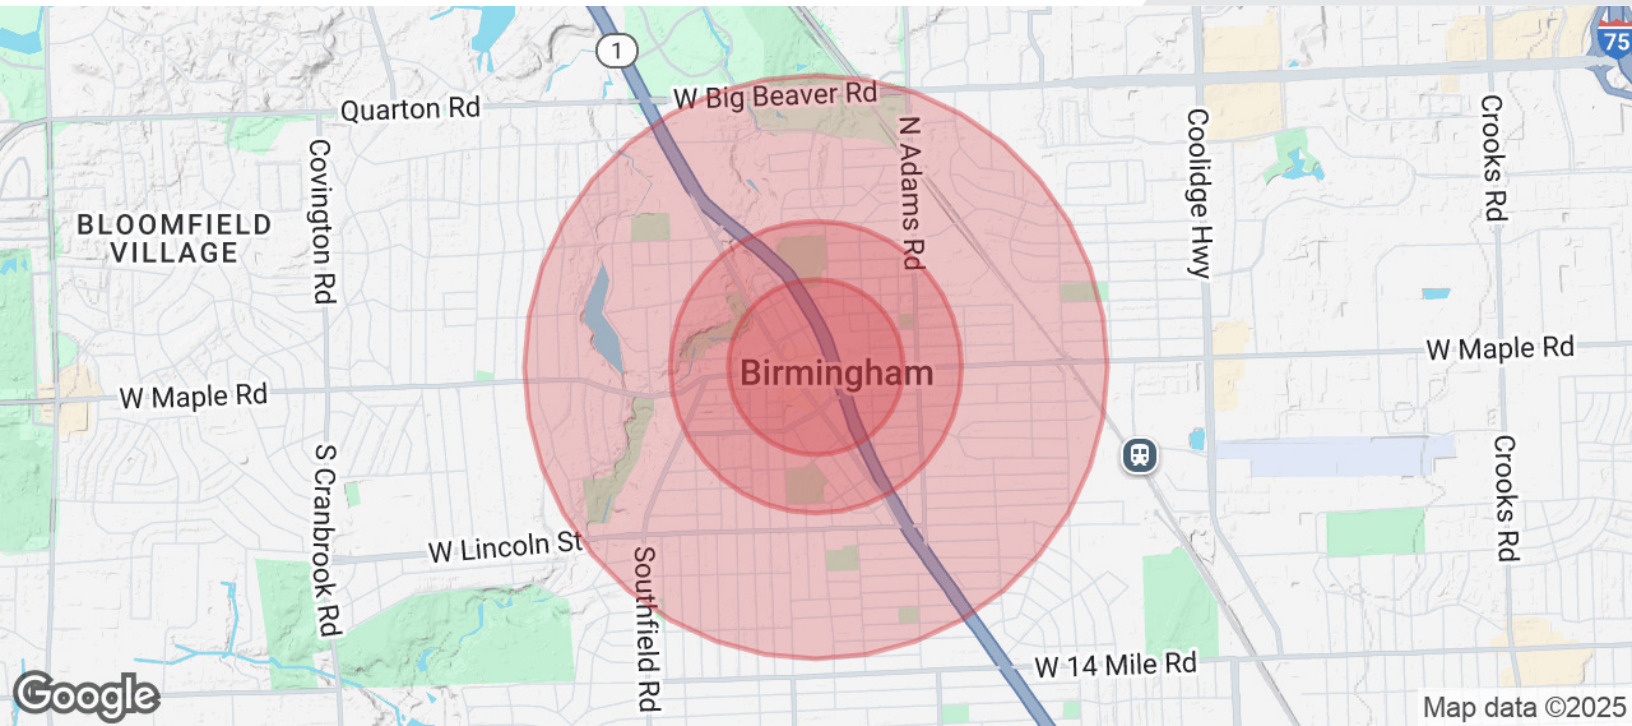 75
1
W Big Beaver Rd
Quarton Rd
Crooks Rd
Coolidge Hwy
N Adams Rd
Covington Rd
BLOOMFIELD
VILLAGE
W Maple Rd
Birmingham
W Maple Rd
S Cranbrook Rd
Crooks Rd
W Lincoln St
Southfield Rd
W 14 Mile Rd
Google
Map data ©2025